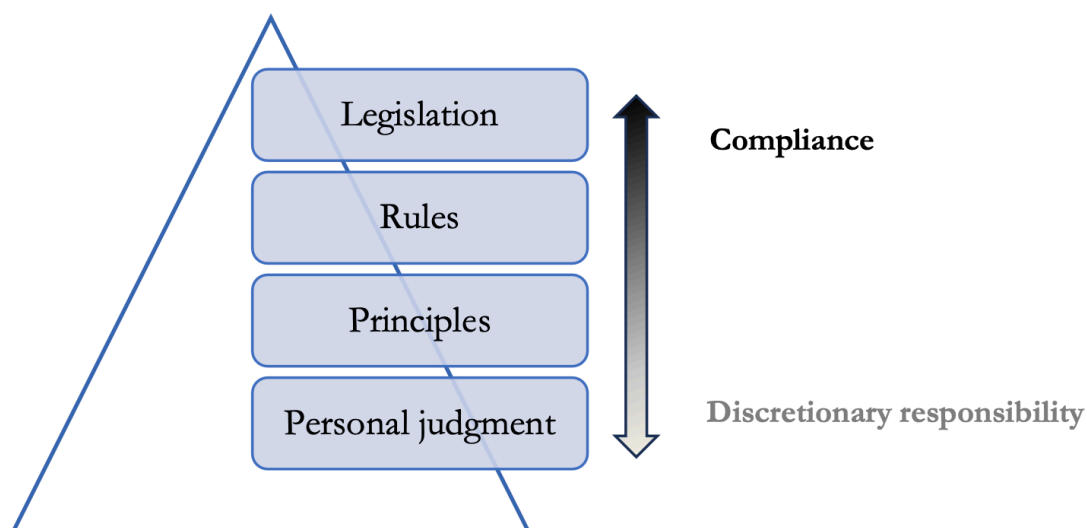 Legislation
Compliance
Rules
Principles
Personal judgment
Discretionary responsibility